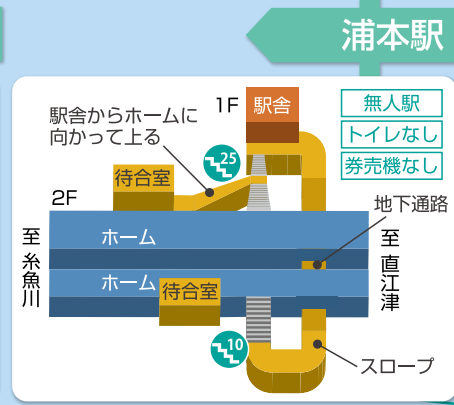 浦本駅
1F
駅舎
無人駅
トイレなし
券売機なし
駅舎からホームに
向かって上る
25
待合室
2F
地下通路
ホーム
至 糸魚川
至 直江津
ホーム
待合室
10
スロープ